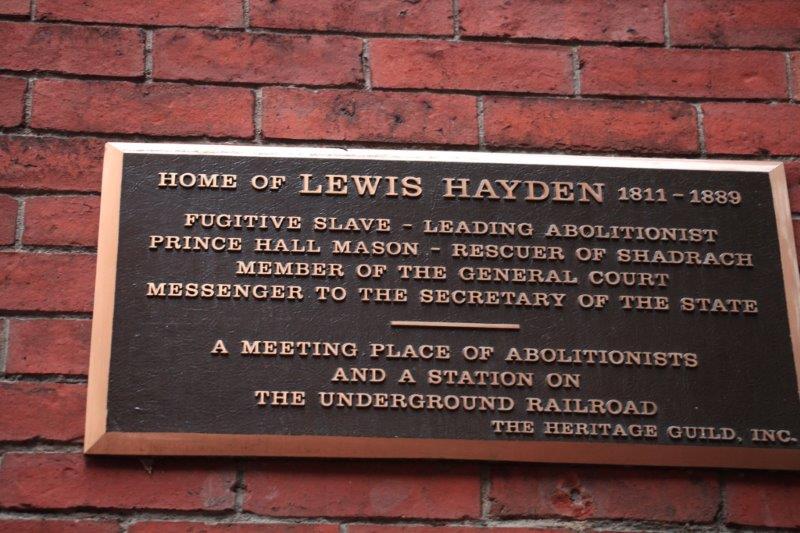 HOME OF LEWIS HAYDEN 1811 - 1889
FUGITIVE SLAVE - LEADING ABOLITIONIST
PRINCE HALL MASON - RESCUER OF SHADRACH
MEMBER OF THE GENERAL COURT
MESSENGER TO THE SECRETARY OF THE STATE
A MEETING PLACE OF ABOLITIONISTS
AND A STATION ON
THE UNDERGROUND RAILROAD
THE HERITAGE GUILD, INC.